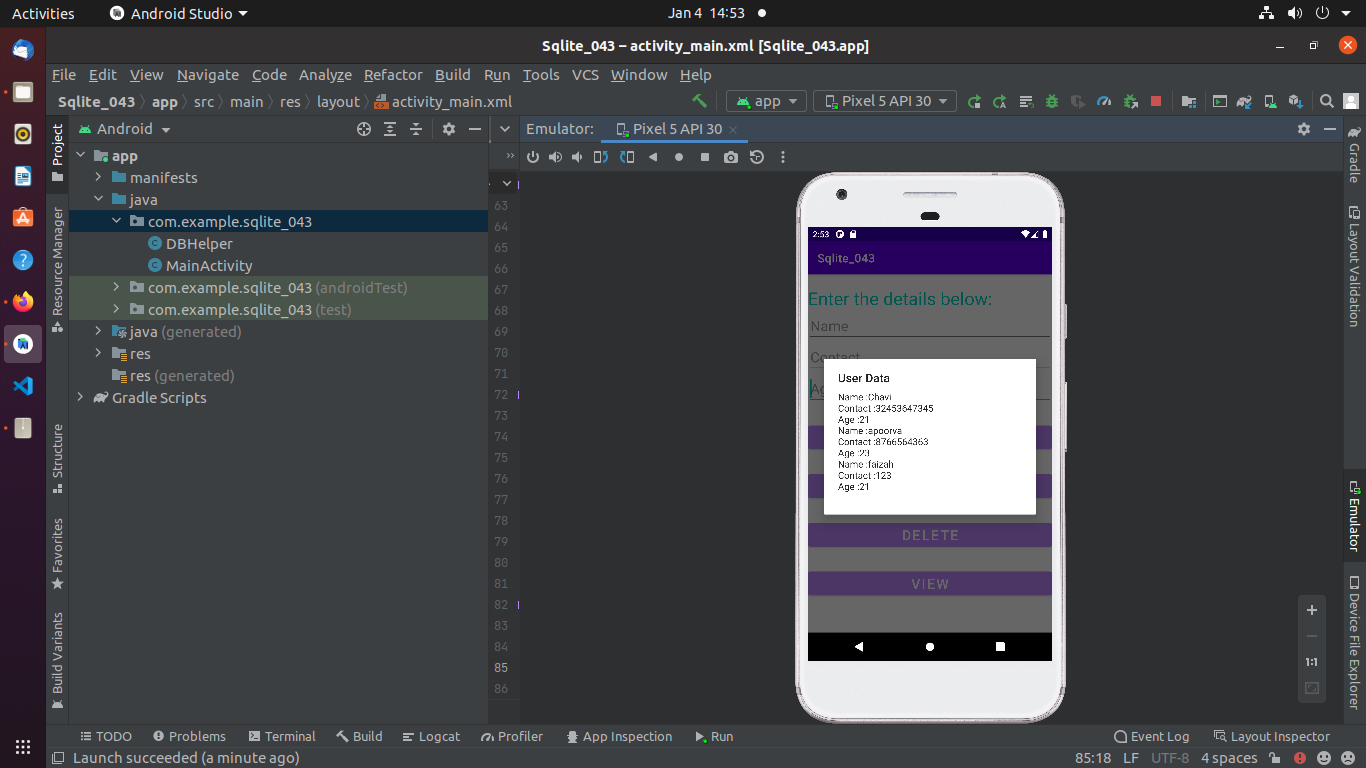 Activities
Android Studio
Jan 4 14:53
Sqlite_043 – activity_main.xml [Sqlite_043.app]
File Edit View Navigate Code Analyze Refactor Build Run Tools VCS Window Help
Sqlite_043 app src main res layout activity_main.xml
app
Pixel 5 API 30
Project
Resource Manager
Structure
Favorites
Build Variants
Android
app
manifests
java
com.example.sqlite_043
DBHelper
MainActivity
com.example.sqlite_043 (androidTest)
com.example.sqlite_043 (test)
java (generated)
res
res (generated)
Gradle Scripts
Emulator: Pixel 5 API 30
63
64
65
66
67
68
69
70
71
72
73
74
75
76
77
78
79
80
81
82
83
84
85
86
2:53
Sqlite_043
Enter the details below:
Name
Contact
User Data
Name :Chavi
Contact :32453647345
Age :21
Name :apoorva
Contact :8766564363
Age :23
Name :faizah
Contact :123
Age :21
DELETE
VIEW
1:1
Gradle
Layout Validation
Emulator
Device File Explorer
TODO Problems Terminal Build Logcat Profiler App Inspection Run Event Log Layout Inspector
Launch succeeded (a minute ago)
85:18 LF UTF-8 4 spaces